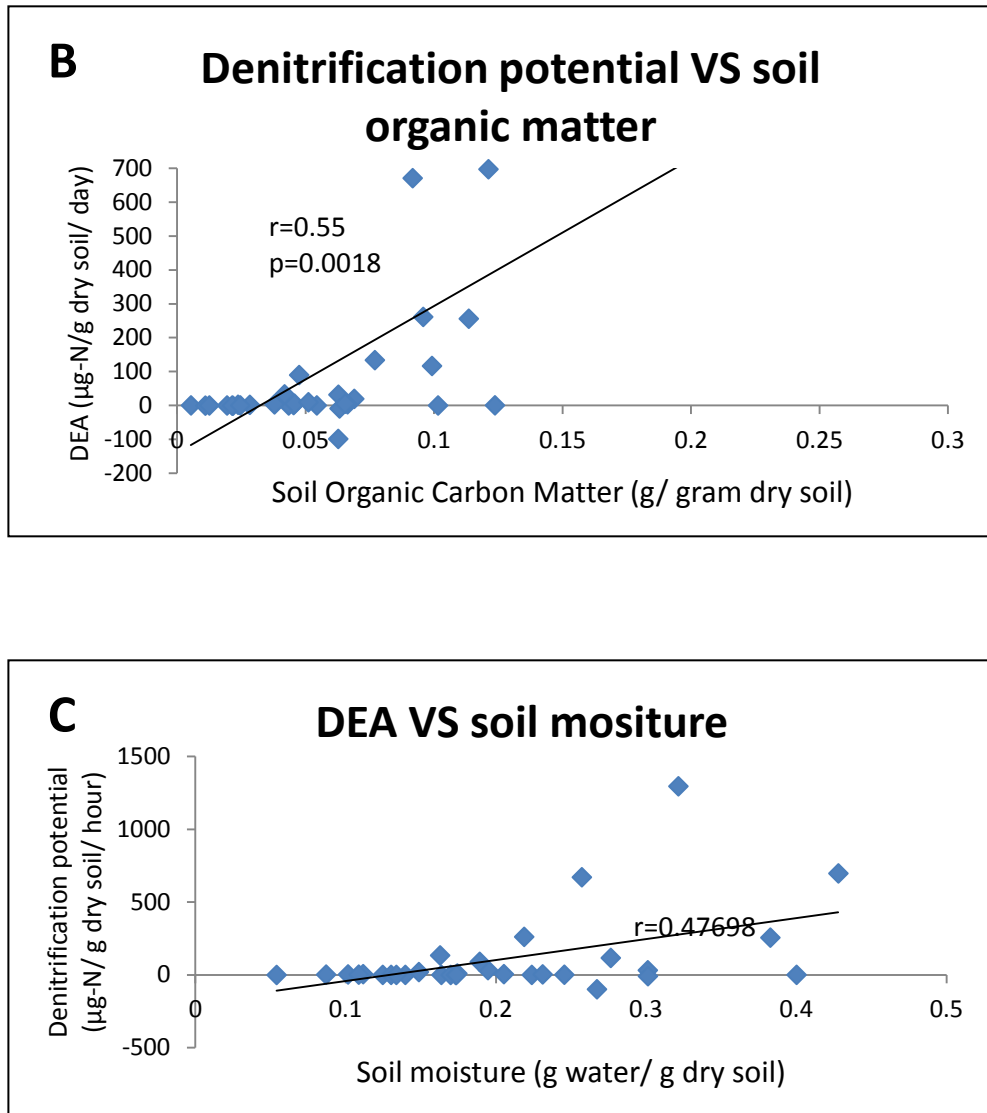 B
Denitrification potential VS soil
organic matter
DEA (µg-N/g dry soil/ day)
700
600
500
400
300
200
100
0
-100
-200
r=0.55
p=0.0018
0 0.05 0.1 0.15 0.2 0.25 0.3
Soil Organic Carbon Matter (g/ gram dry soil)
C
DEA VS soil mositure
Denitrification potential
(µg-N/ g dry soil/ hour)
1500
1000
500
0
-500
r=0.47698
0 0.1 0.2 0.3 0.4 0.5
Soil moisture (g water/ g dry soil)